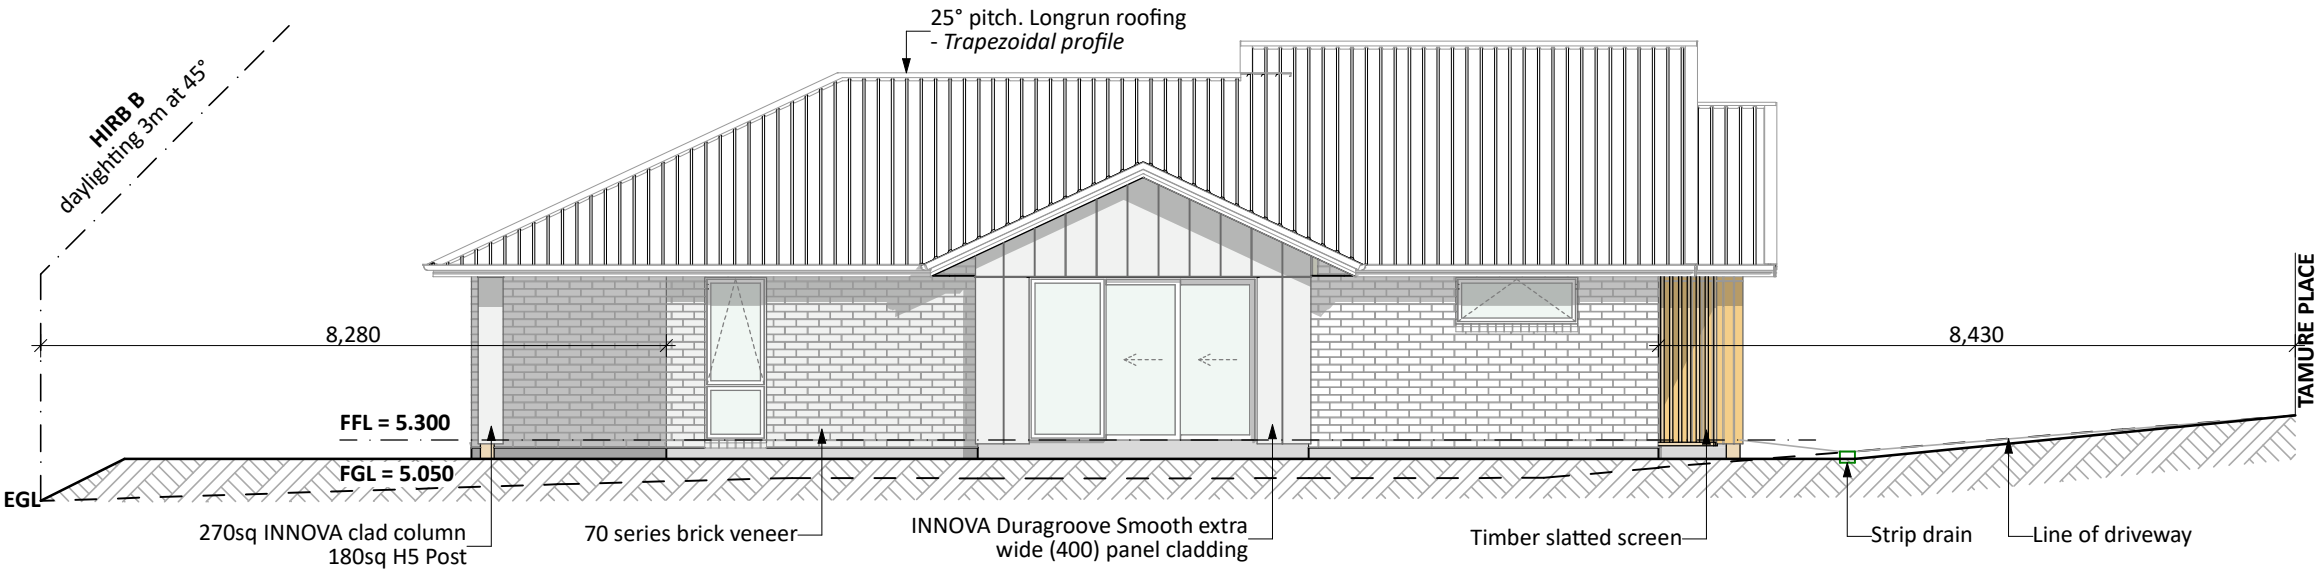 25° pitch. Longrun roofing
- Trapezoidal profile
HIRB B
daylighting 3m at 45°
8,280
8,430
TAMURE PLACE
FFL = 5.300
FGL = 5.050
EGL
270sq INNOVA clad column
180sq H5 Post
70 series brick veneer
INNOVA Duragroove Smooth extra
wide (400) panel cladding
Timber slatted screen
Strip drain
Line of driveway